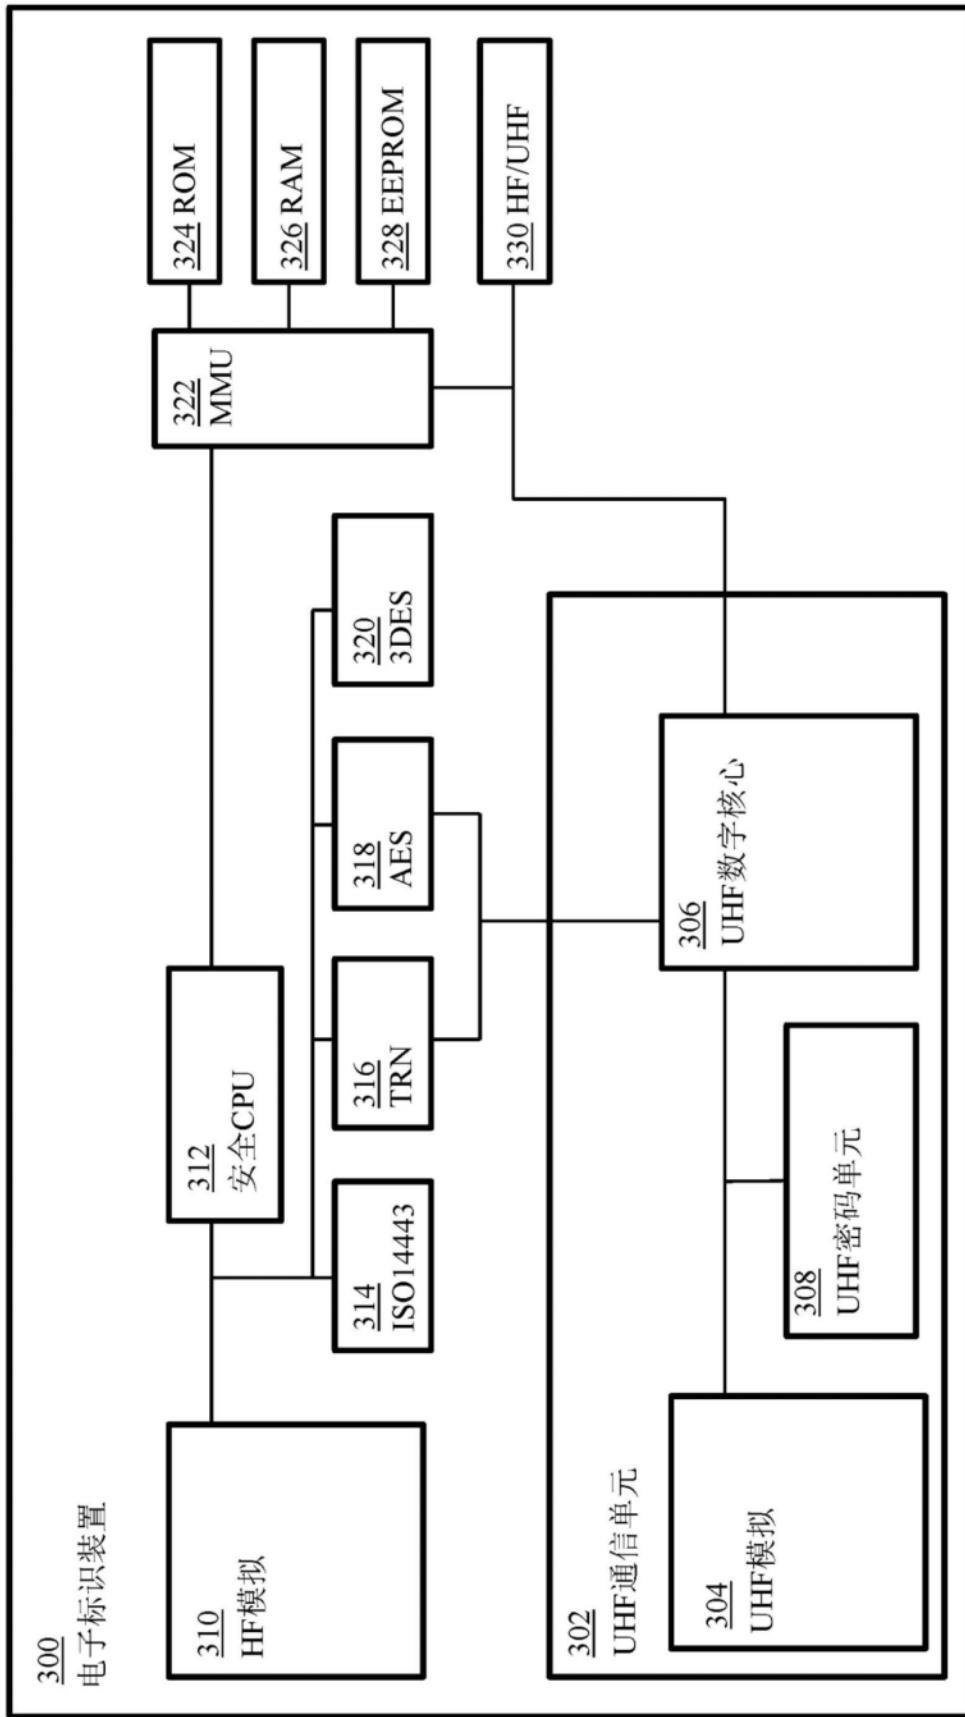 300
电子标识装置
310
HF模拟
312
安全CPU
314
ISO14443
316
TRN
318
AES
320
3DES
322
MMU
324 ROM
326 RAM
328 EEPROM
330 HF/UHF
302
UHF通信单元
304
UHF模拟
308
UHF密码单元
306
UHF数字核心